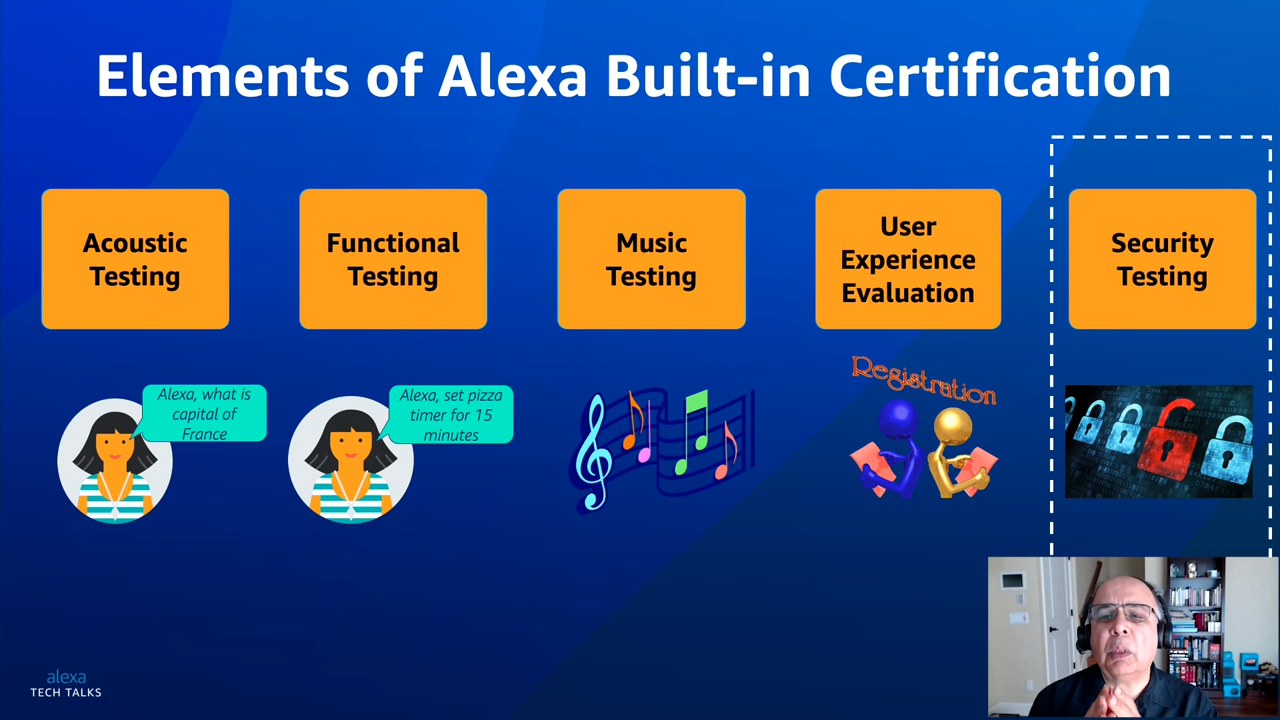 Elements of Alexa Built-in Certification
Acoustic
Testing
Functional
Testing
Music
Testing
User
Experience
Evaluation
Security
Testing
Alexa, what is
capital of
France
Alexa, set pizza
timer for 15
minutes
Registration
alexa
TECH TALKS